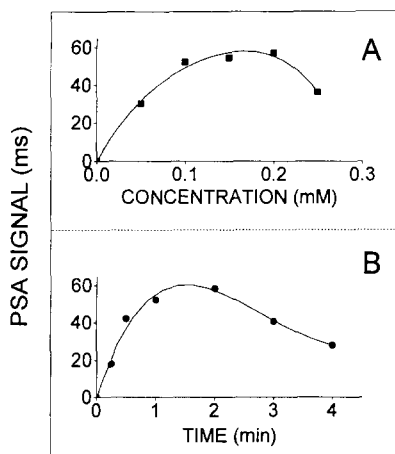 PSA SIGNAL (ms)
A
60
40
20
0
0.0 0.1 0.2 0.3
CONCENTRATION (mM)
B
60
40
20
0
0 1 2 3 4
TIME (min)